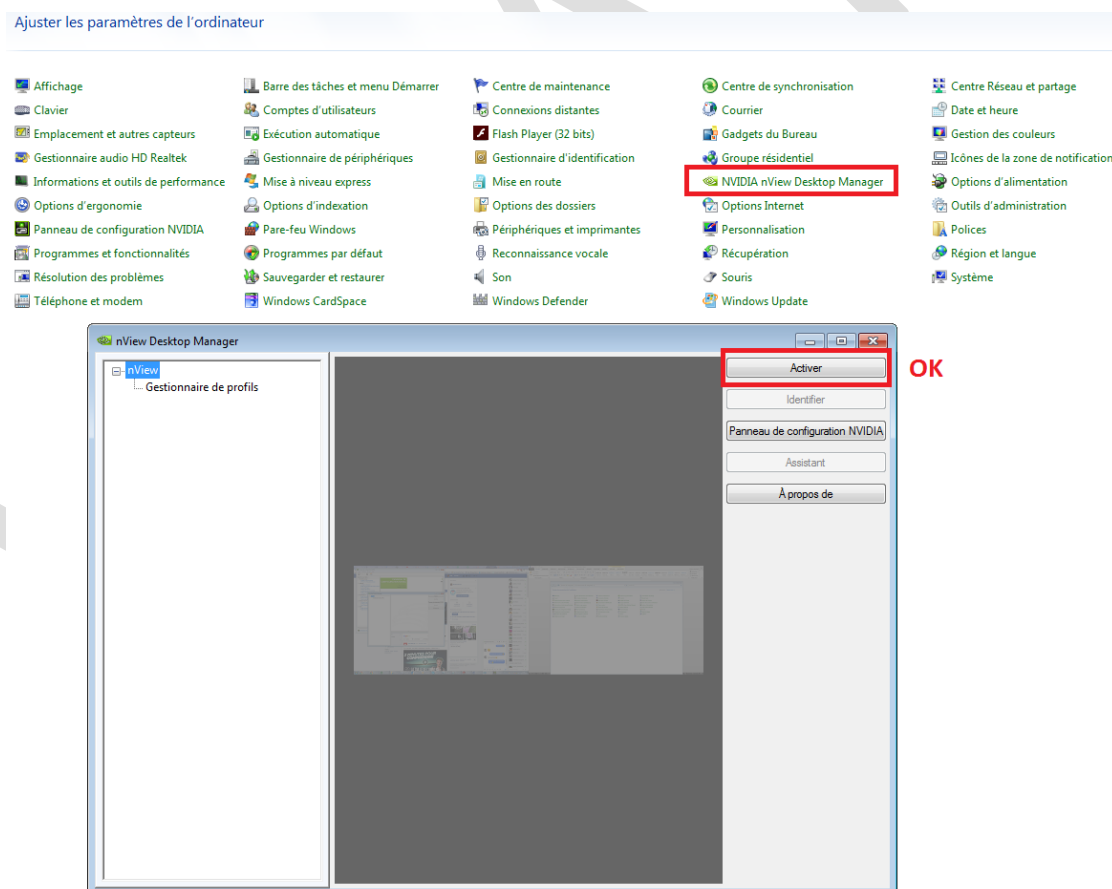 Ajuster les paramètres de l'ordinateur
Affichage Barre des tâches et menu Démarrer Centre de maintenance Centre de synchronisation Centre Réseau et partage
Clavier Comptes d'utilisateurs Connexions distantes Courrier Date et heure
Emplacement et autres capteurs Exécution automatique Flash Player (32 bits) Gadgets du Bureau Gestion des couleurs
Gestionnaire audio HD Realtek Gestionnaire de périphériques Gestionnaire d'identification Groupe résidentiel Icônes de la zone de notification
Informations et outils de performance Mise à niveau express Mise en route NVIDIA nView Desktop Manager Options d'alimentation
Options d'ergonomie Options d'indexation Options des dossiers Options Internet Outils d'administration
Panneau de configuration NVIDIA Pare-feu Windows Périphériques et imprimantes Personnalisation Polices
Programmes et fonctionnalités Programmes par défaut Reconnaissance vocale Récupération Région et langue
Résolution des problèmes Sauvegarder et restaurer Son Souris Système
Téléphone et modem Windows CardSpace Windows Defender Windows Update
nView Desktop Manager
nView
Gestionnaire de profils
Activer OK
Identifier
Panneau de configuration NVIDIA
Assistant
À propos de